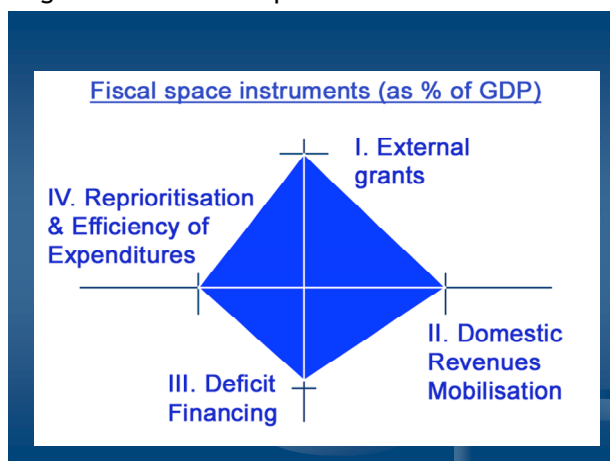 Fiscal space instruments (as % of GDP)
I. External
grants
IV. Reprioritisation
& Efficiency of
Expenditures
II. Domestic
Revenues
Mobilisation
III. Deficit
Financing